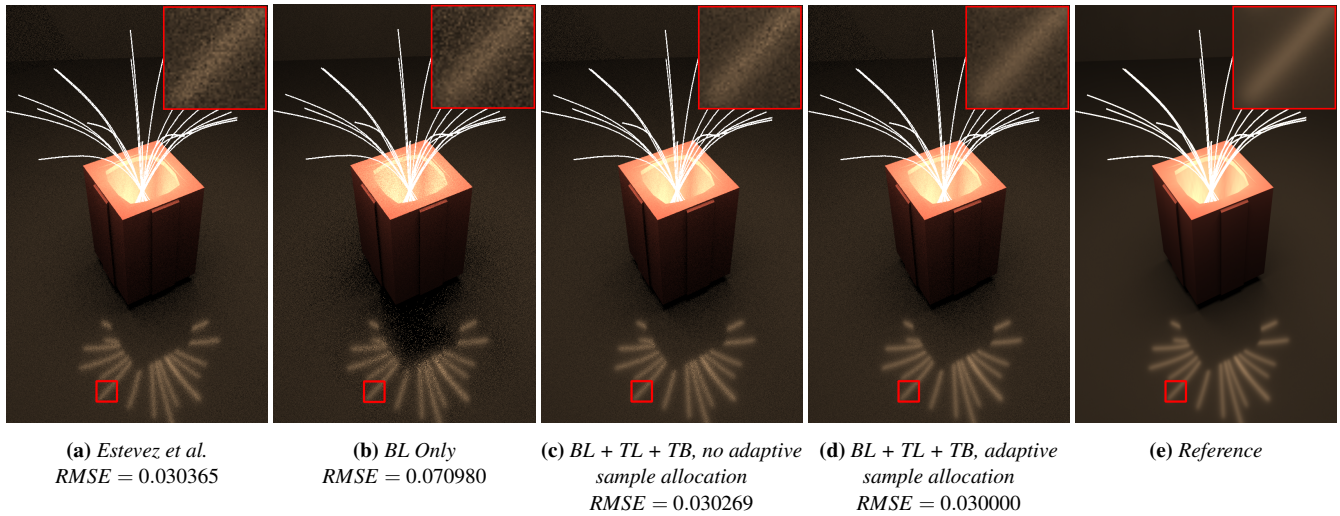 (a) Estevez et al.
RMSE = 0.030365
(b) BL Only
RMSE = 0.070980
(c) BL + TL + TB, no adaptive
sample allocation
RMSE = 0.030269
(d) BL + TL + TB, adaptive
sample allocation
RMSE = 0.030000
(e) Reference